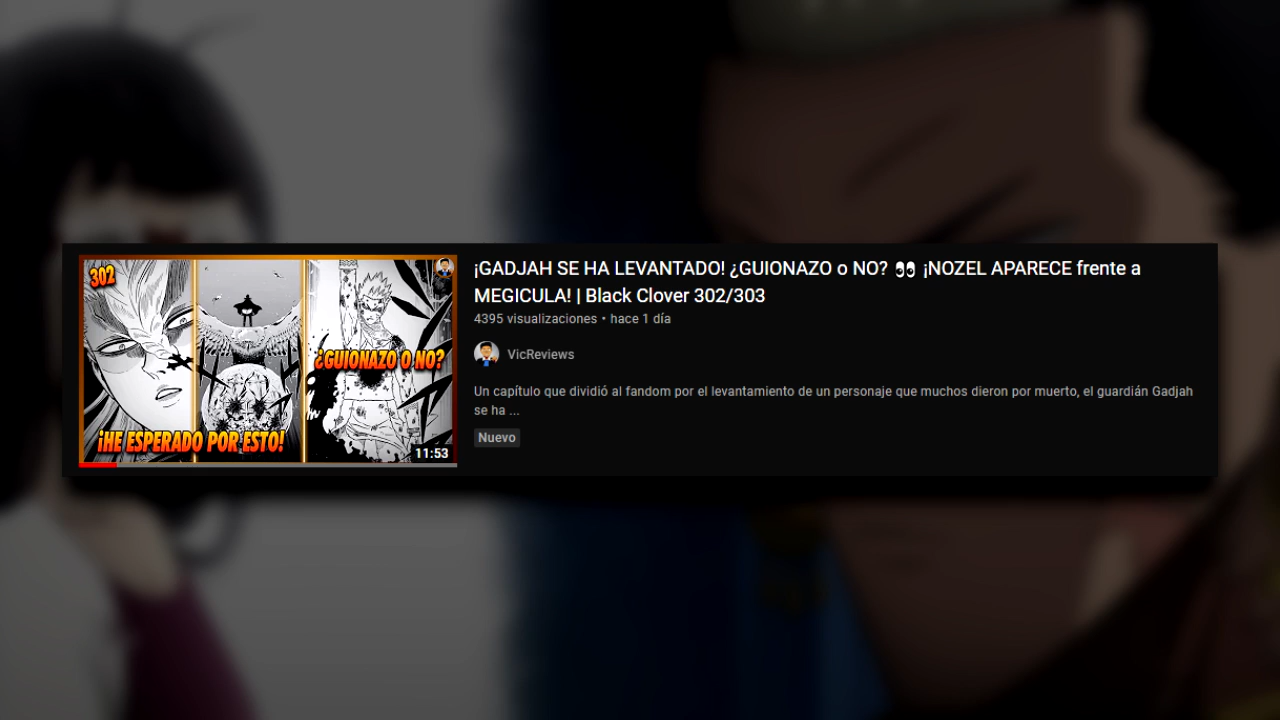 302
¿GUIONAZO O NO?
¡HE ESPERADO POR ESTO!
11:53
¡GADJAH SE HA LEVANTADO! ¿GUIONAZO o NO? 👀 ¡NOZEL APARECE frente a
MEGICULA! | Black Clover 302/303
4395 visualizaciones • hace 1 día
VicReviews
Un capítulo que dividió al fandom por el levantamiento de un personaje que muchos dieron por muerto, el guardián Gadjah
se ha ...
Nuevo